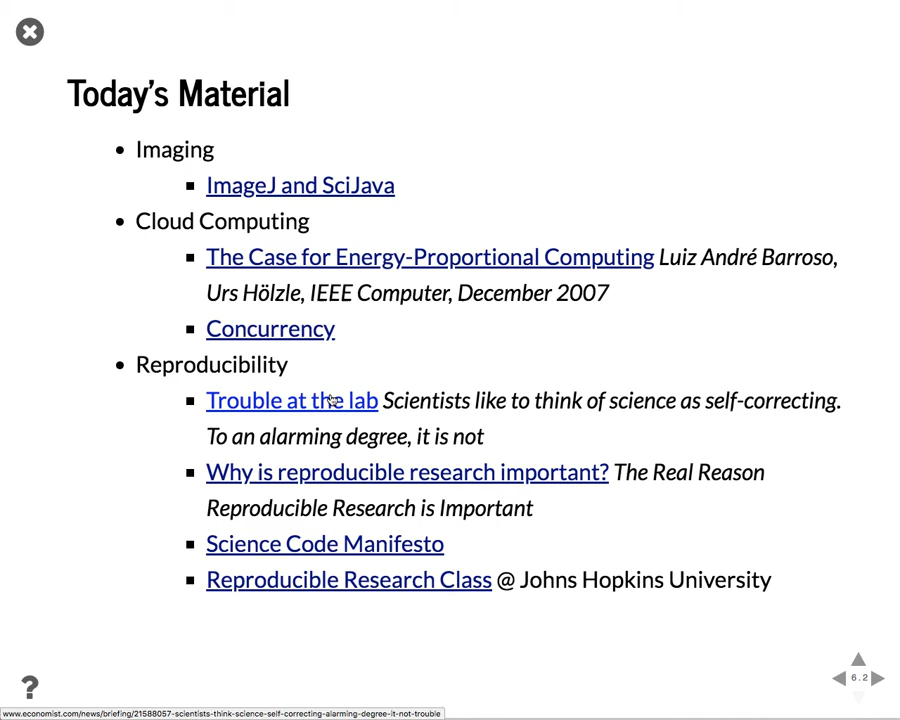 Today's Material
Imaging
ImageJ and SciJava
Cloud Computing
The Case for Energy-Proportional Computing Luiz André Barroso,
Urs Hölzle, IEEE Computer, December 2007
Concurrency
Reproducibility
Trouble at the lab Scientists like to think of science as self-correcting.
To an alarming degree, it is not
Why is reproducible research important? The Real Reason
Reproducible Research is Important
Science Code Manifesto
Reproducible Research Class @ Johns Hopkins University
6.2
?
www.economist.com/news/briefing/21588057-scientists-think-science-self-correcting-alarming-degree-it-not-trouble